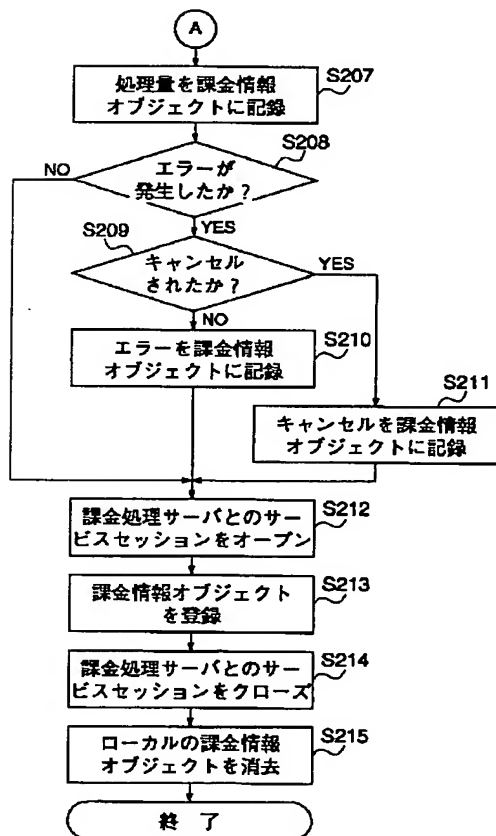 A
処理量を課金情報
オブジェクトに記録
S207
エラーが
発生したか?
S208
NO
YES
S209
キャンセル
されたか?
YES
NO
エラーを課金情報
オブジェクトに記録
S210
キャンセルを課金情報
オブジェクトに記録
S211
課金処理サーバとのサー
ビスセッションをオープン
S212
課金情報オブジェクト
を登録
S213
課金処理サーバとのサー
ビスセッションをクローズ
S214
ローカルの課金情報
オブジェクトを消去
S215
終了